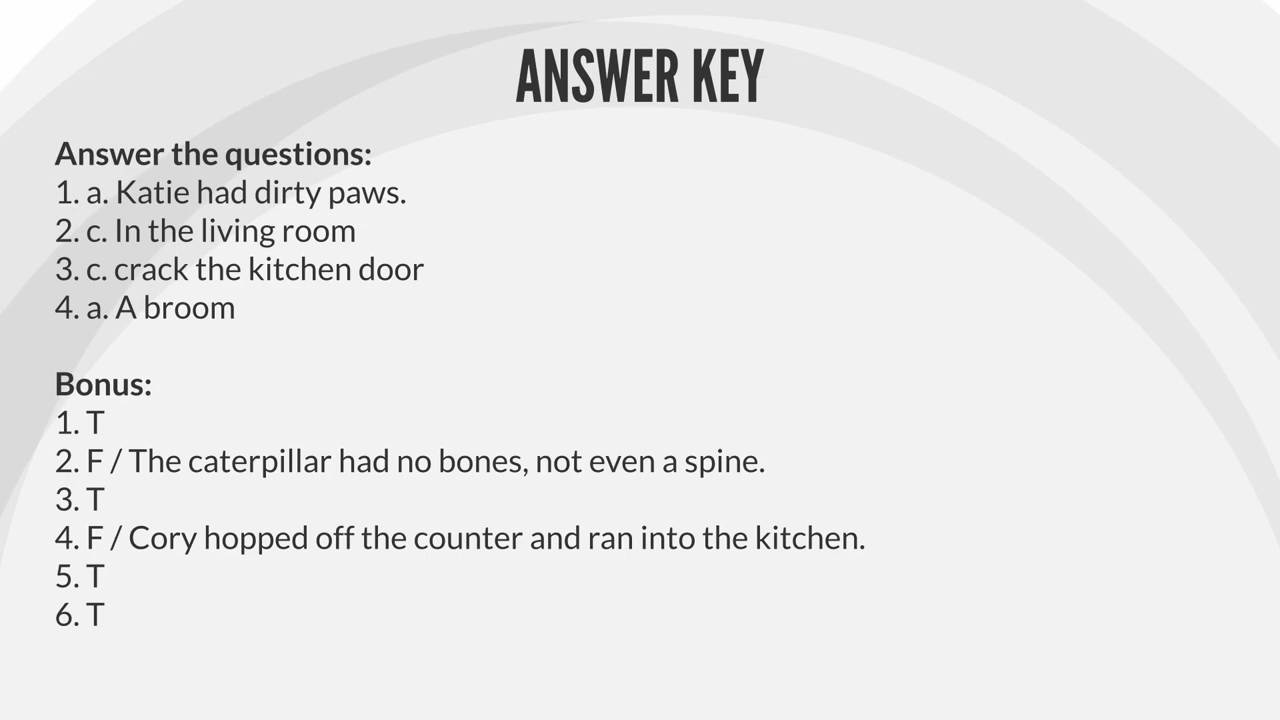 ANSWER KEY
Answer the questions:
1. a. Katie had dirty paws.
2. c. In the living room
3. c. crack the kitchen door
4. a. A broom
Bonus:
1. T
2. F / The caterpillar had no bones, not even a spine.
3. T
4. F / Cory hopped off the counter and ran into the kitchen.
5. T
6. T